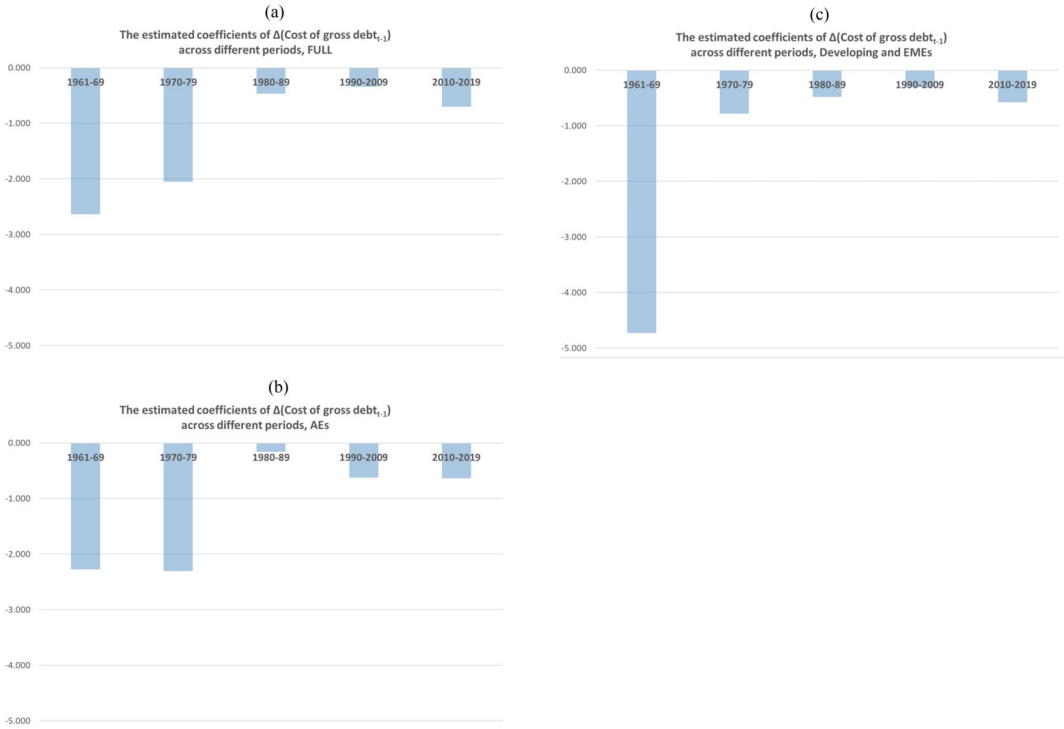 (a)
The estimated coefficients of Δ(Cost of gross debtt-1)
across different periods, FULL
0.000
1961-69 1970-79 1980-89 1990-2009 2010-2019
-1.000
-2.000
-3.000
-4.000
-5.000
(b)
The estimated coefficients of Δ(Cost of gross debtt-1)
across different periods, AEs
0.000
1961-69 1970-79 1980-89 1990-2009 2010-2019
-1.000
-2.000
-3.000
-4.000
-5.000
(c)
The estimated coefficients of Δ(Cost of gross debtt-1)
across different periods, Developing and EMEs
0.000
1961-69 1970-79 1980-89 1990-2009 2010-2019
-1.000
-2.000
-3.000
-4.000
-5.000